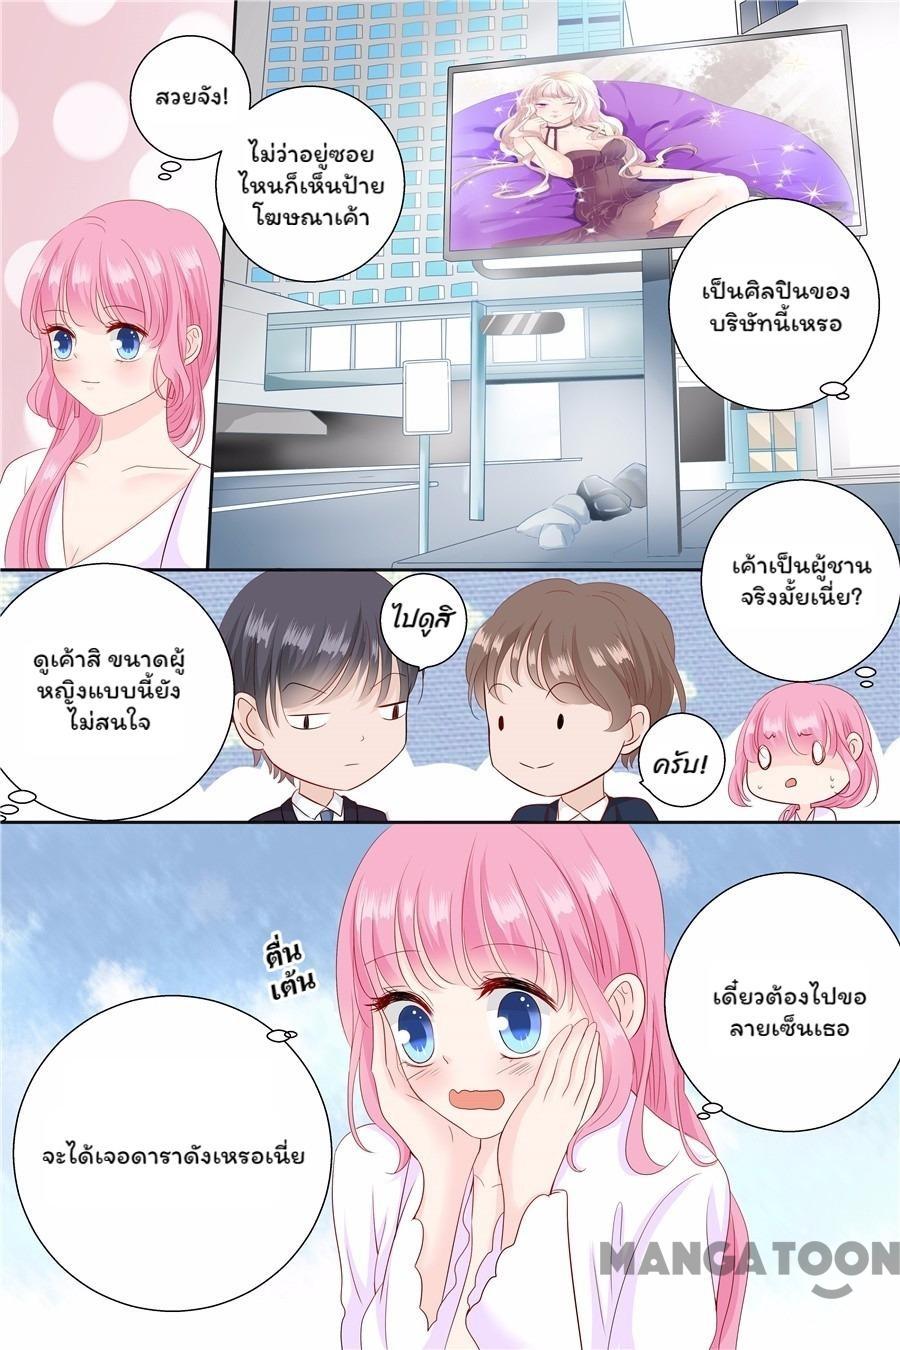 สวยจัง!
ไม่ว่าอยู่ซอย
ไหนก็เห็นป้าย
โฆษณาเค้า
เป็นศิลปินของ
บริษัทนี้เหรอ
เค้าเป็นผู้ชาน
จริงมั้ยเนี่ย?
ไปดูสิ
ดูเค้าสิ ขนาดผู้
หญิงแบบนี้ยัง
ไม่สนใจ
ครับ!
ตื่น
เต้น
เดี๋ยวต้องไปขอ
ลายเซ็นเธอ
จะได้เจอดาราดังเหรอเนี่ย
MANGATOON